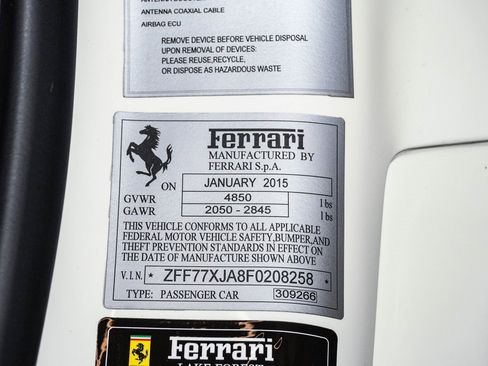 ANTENNA COAXIAL CABLE
AIRBAG ECU
REMOVE DEVICE BEFORE VEHICLE DISPOSAL
UPON REMOVAL OF DEVICES:
PLEASE REUSE,RECYCLE,
OR DISPOSE AS HAZARDOUS WASTE
Ferrari
MANUFACTURED BY
FERRARI S.p.A.
ON JANUARY 2015
GVWR 4850 lbs
GAWR 2050 - 2845 lbs
THIS VEHICLE CONFORMS TO ALL APPLICABLE
FEDERAL MOTOR VEHICLE SAFETY,BUMPER,AND
THEFT PREVENTION STANDARDS IN EFFECT ON
THE DATE OF MANUFACTURE SHOWN ABOVE
V.I.N. * ZFF77XJA8F0208258 *
TYPE: PASSENGER CAR 309266
Ferrari
LAKE FOREST